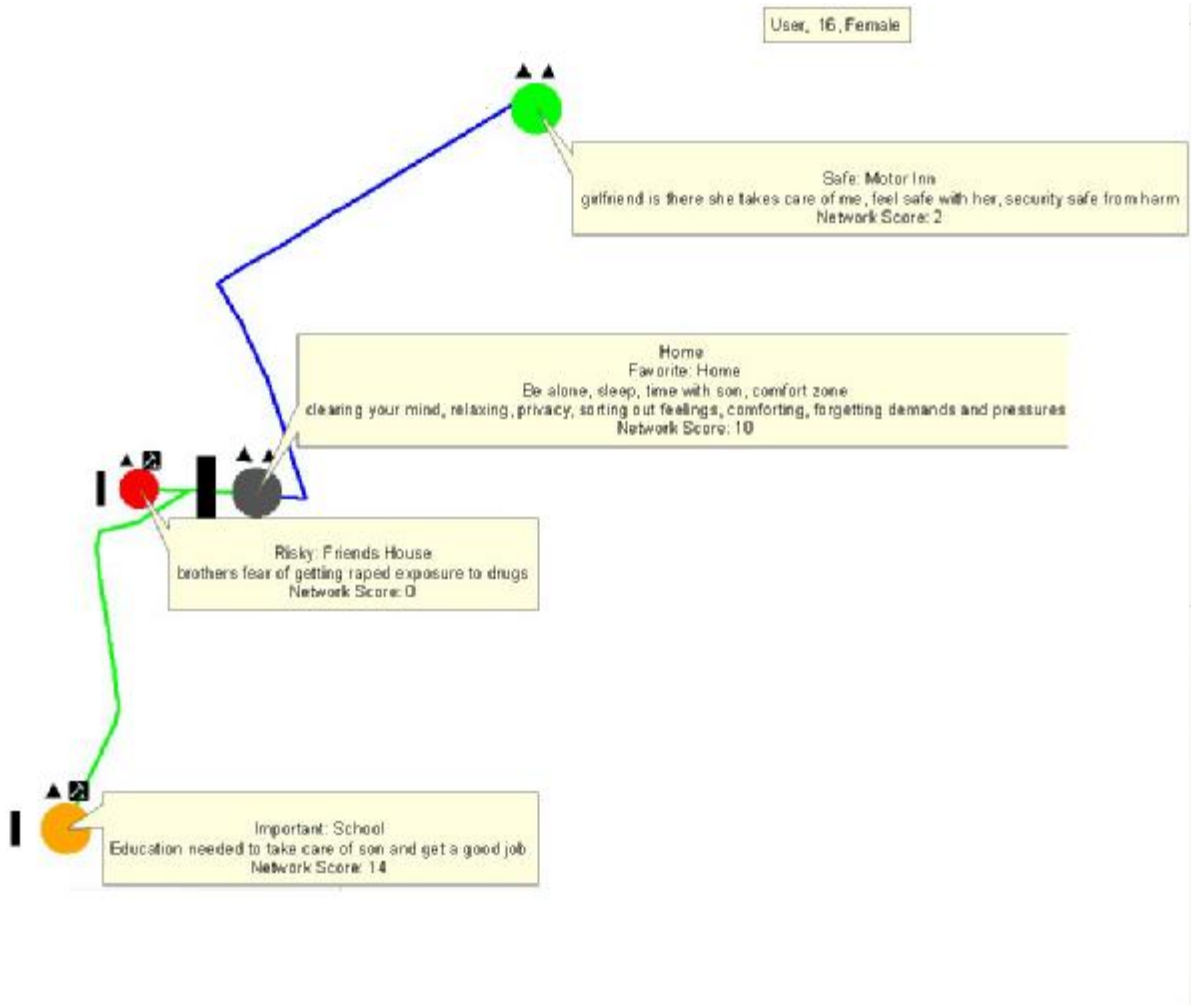 User, 16, Female
Safe: Motor Inn
girlfriend is there she takes care of me, feel safe with her, security safe from harm
Network Score: 2
Home
Favorite: Home
Be alone, sleep, time with son, comfort zone
clearing your mind, relaxing, privacy, sorting out feelings, comforting, forgetting demands and pressures
Network Score: 10
Risky: Friends House
brothers fear of getting raped exposure to drugs
Network Score: 0
Important: School
Education needed to take care of son and get a good job
Network Score: 14